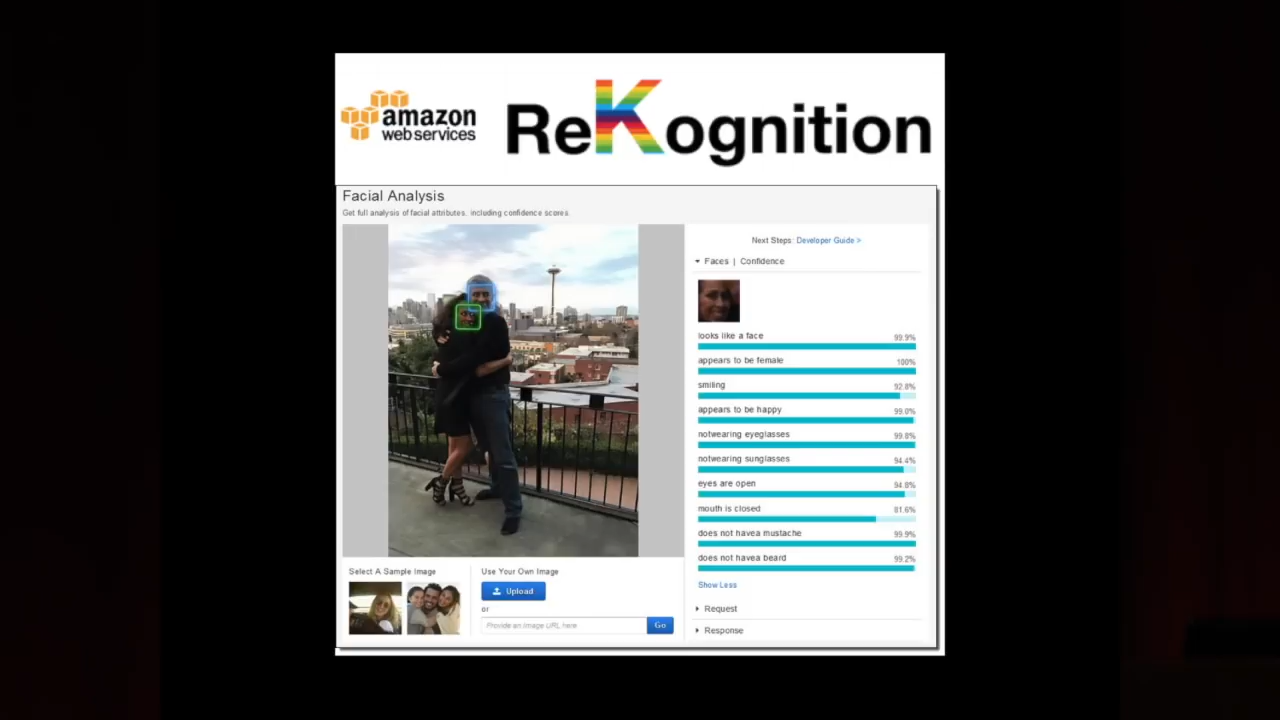 amazon
web services
ReKognition
Facial Analysis
Get full analysis of facial attributes, including confidence scores.
Next Steps: Developer Guide >
Faces | Confidence
looks like a face 99.9%
appears to be female 100%
smiling 92.8%
appears to be happy 99.0%
notwearing eyeglasses 99.8%
notwearing sunglasses 94.4%
eyes are open 94.8%
mouth is closed 81.6%
does not havea mustache 99.9%
does not havea beard 99.2%
Show Less
Request
Response
Select A Sample Image
Use Your Own Image
Upload
or
Provide an image URL here
Go